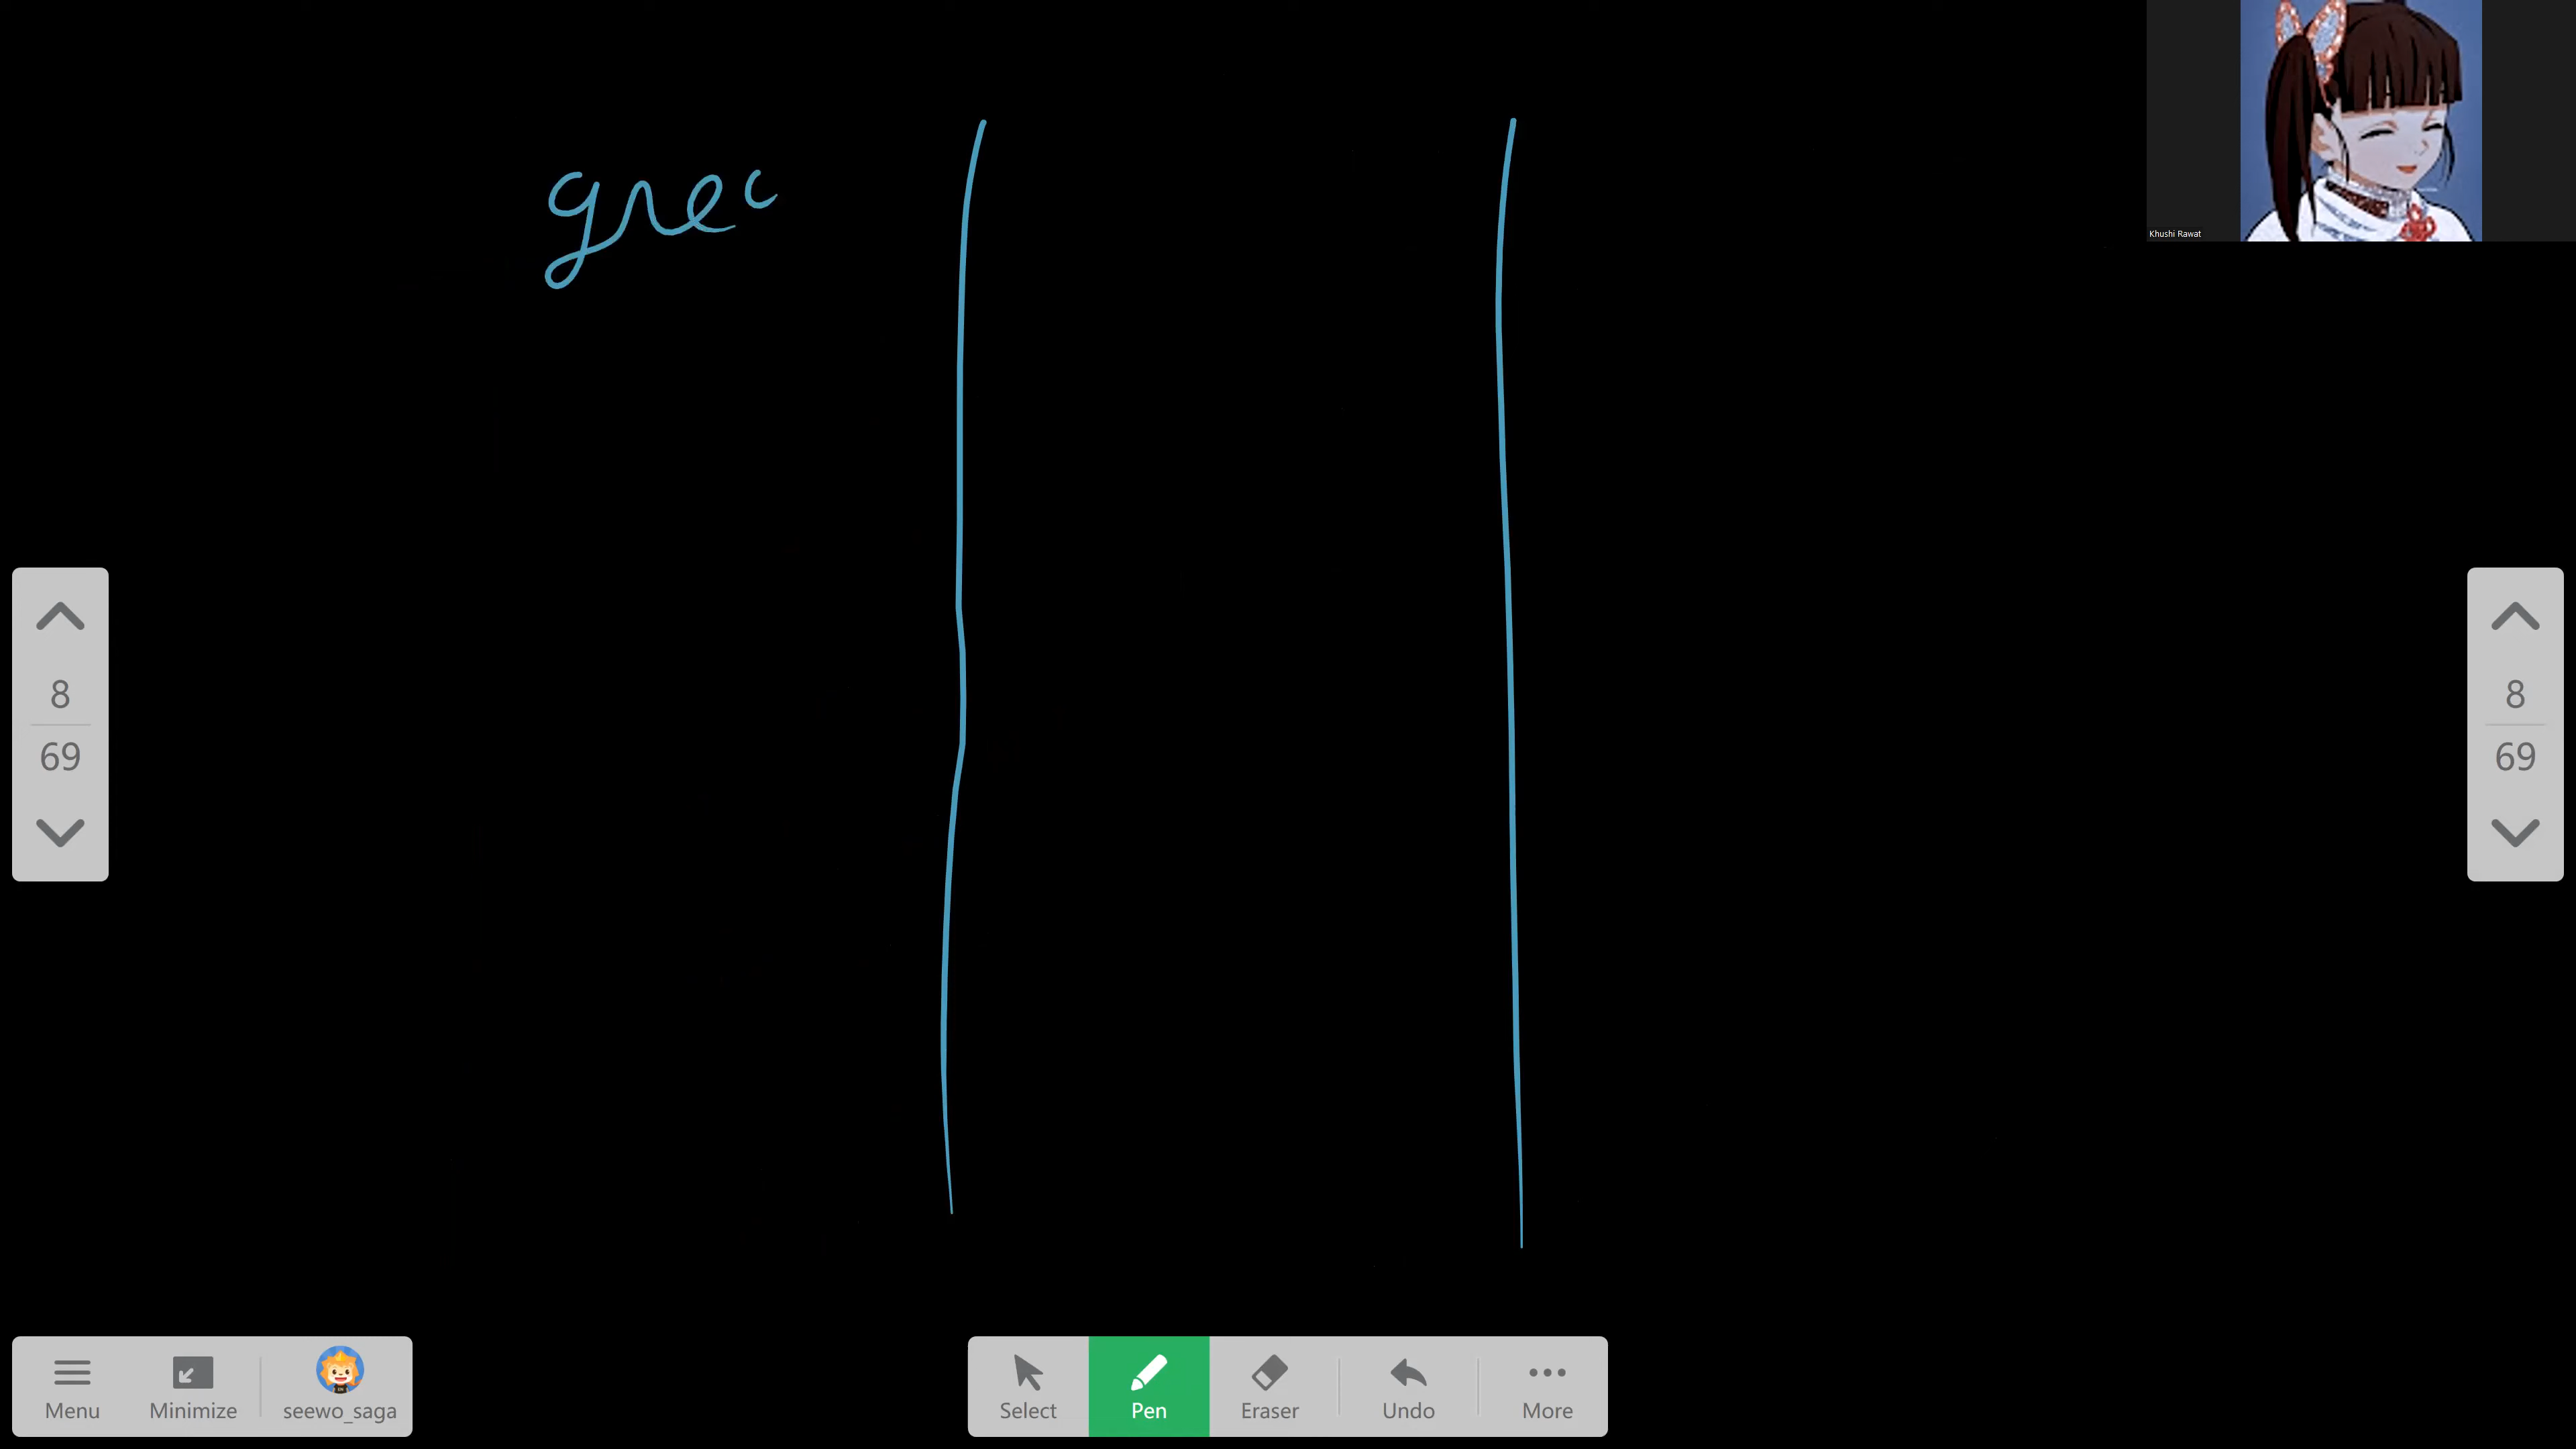 grec
Khushi Rawat
8
69
8
69
Menu
Minimize
seewo_saga
Select
Pen
Eraser
Undo
More